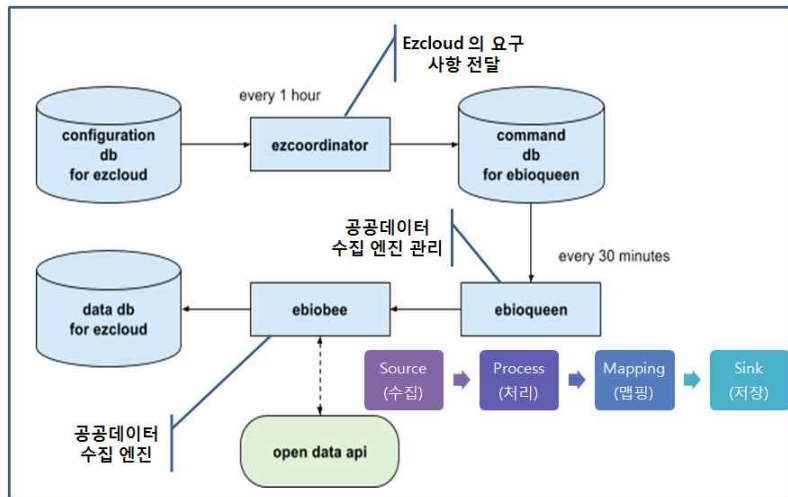 Ezcloud 의 요구
사항 전달
every 1 hour
configuration
db
for ezcloud
ezcoordinator
command
db
for ebioqueen
공공데이터
수집 엔진 관리
every 30 minutes
data db
for ezcloud
ebiobee
ebioqueen
Source
(수집)
Process
(처리)
Mapping
(맵핑)
Sink
(저장)
공공데이터
수집 엔진
open data api